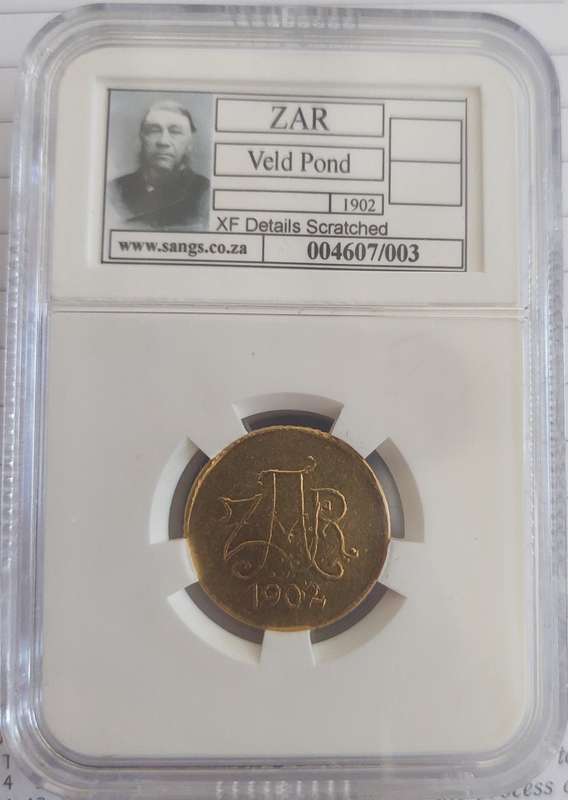 ZAR
Veld Pond
1902
XF Details Scratched
www.sangs.co.za 004607/003
ZAR
1902